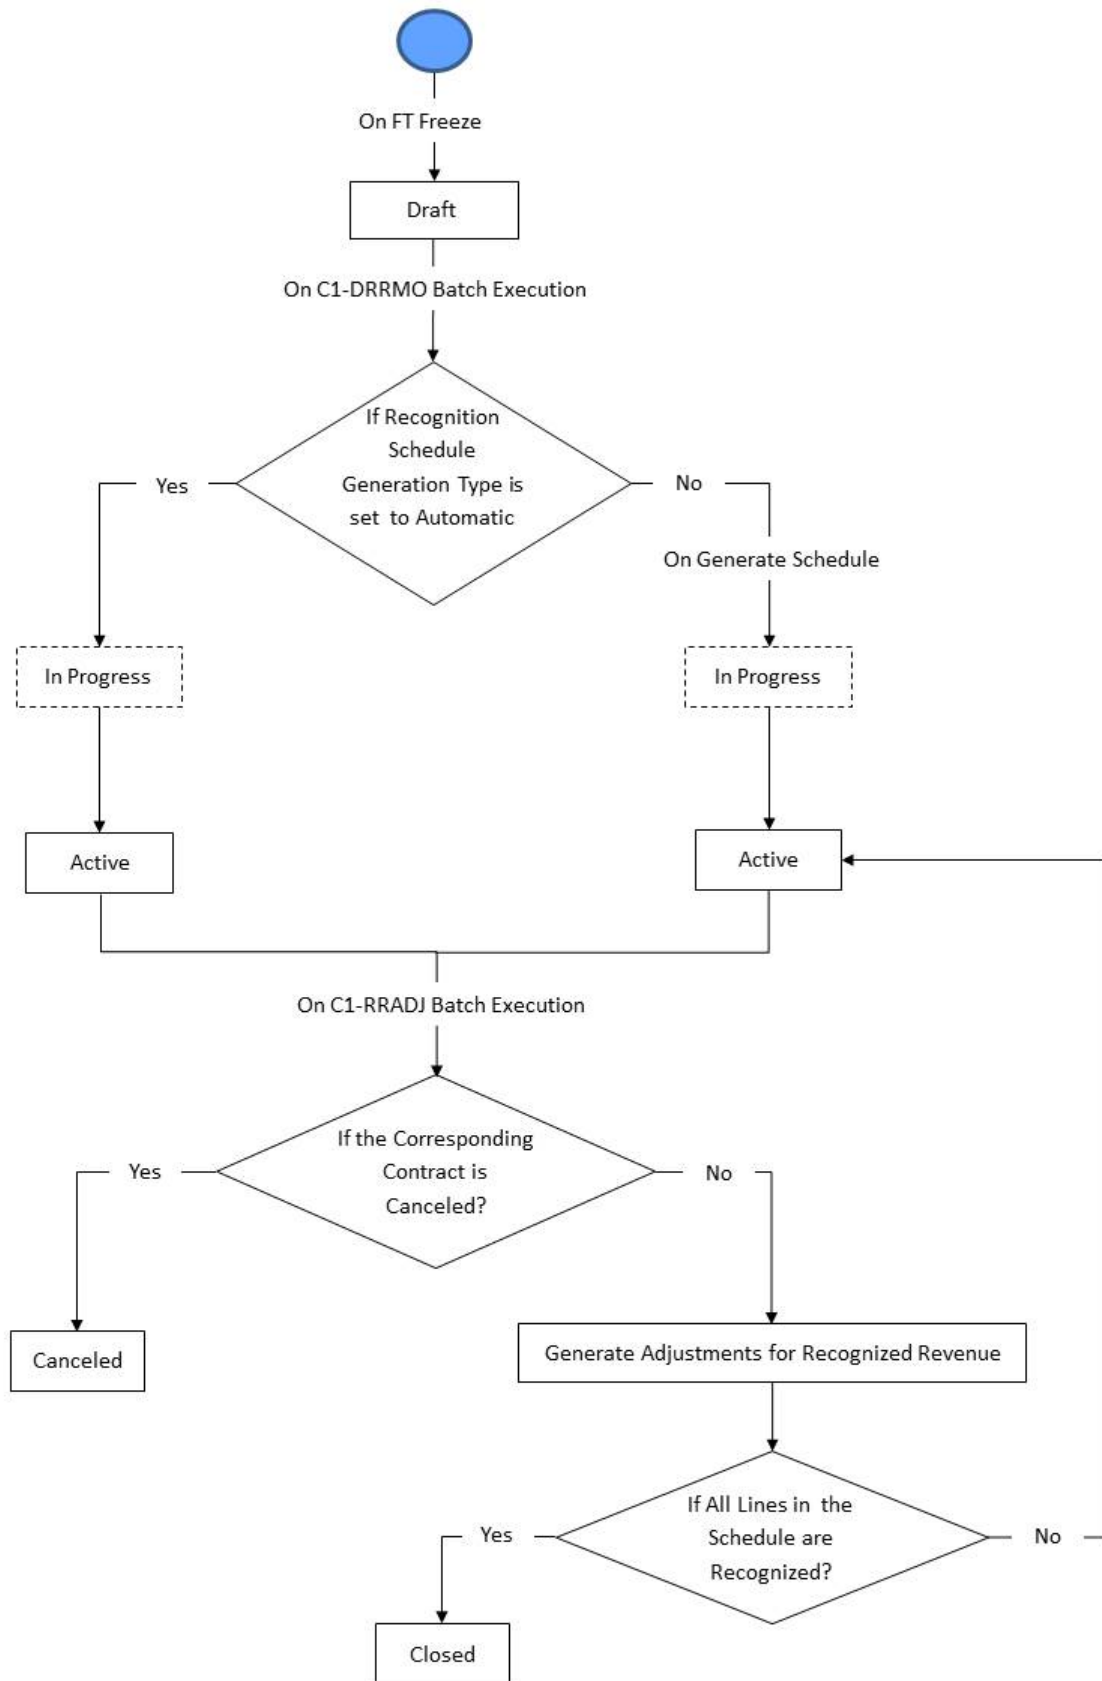 On FT Freeze
Draft
On C1-DRRMO Batch Execution
If Recognition
Schedule
Generation Type is
set to Automatic
Yes
No
On Generate Schedule
In Progress
In Progress
Active
Active
On C1-RRADJ Batch Execution
If the Corresponding
Contract is
Canceled?
Yes
No
Canceled
Generate Adjustments for Recognized Revenue
If All Lines in the
Schedule are
Recognized?
Yes
No
Closed